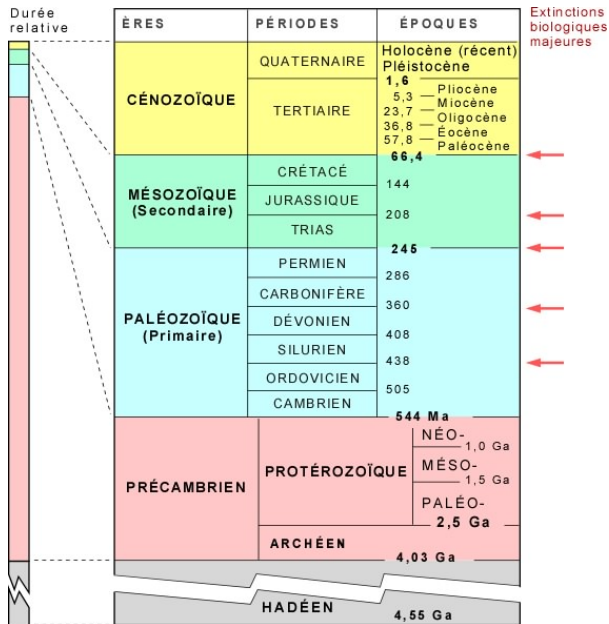 Durée
relative
ÈRES
PÉRIODES
ÉPOQUES
Extinctions
biologiques
majeures
CÉNOZOÏQUE
QUATERNAIRE
Holocène (récent)
Pléistocène
1,6
TERTIAIRE
5,3
Pliocène
Miocène
23,7
Oligocène
36,8
Éocène
57,8
Paléocène
66,4
MÉSOZOÏQUE
(Secondaire)
CRÉTACÉ
144
JURASSIQUE
208
TRIAS
245
PALÉOZOÏQUE
(Primaire)
PERMIEN
286
CARBONIFÈRE
360
DÉVONIEN
408
SILURIEN
438
ORDOVICIEN
505
CAMBRIEN
544 Ma
PRÉCAMBRIEN
PROTÉROZOÏQUE
NÉO-
1,0 Ga
MÉSO-
1,5 Ga
PALÉO-
2,5 Ga
ARCHÉEN
4,03 Ga
HADÉEN
4,55 Ga